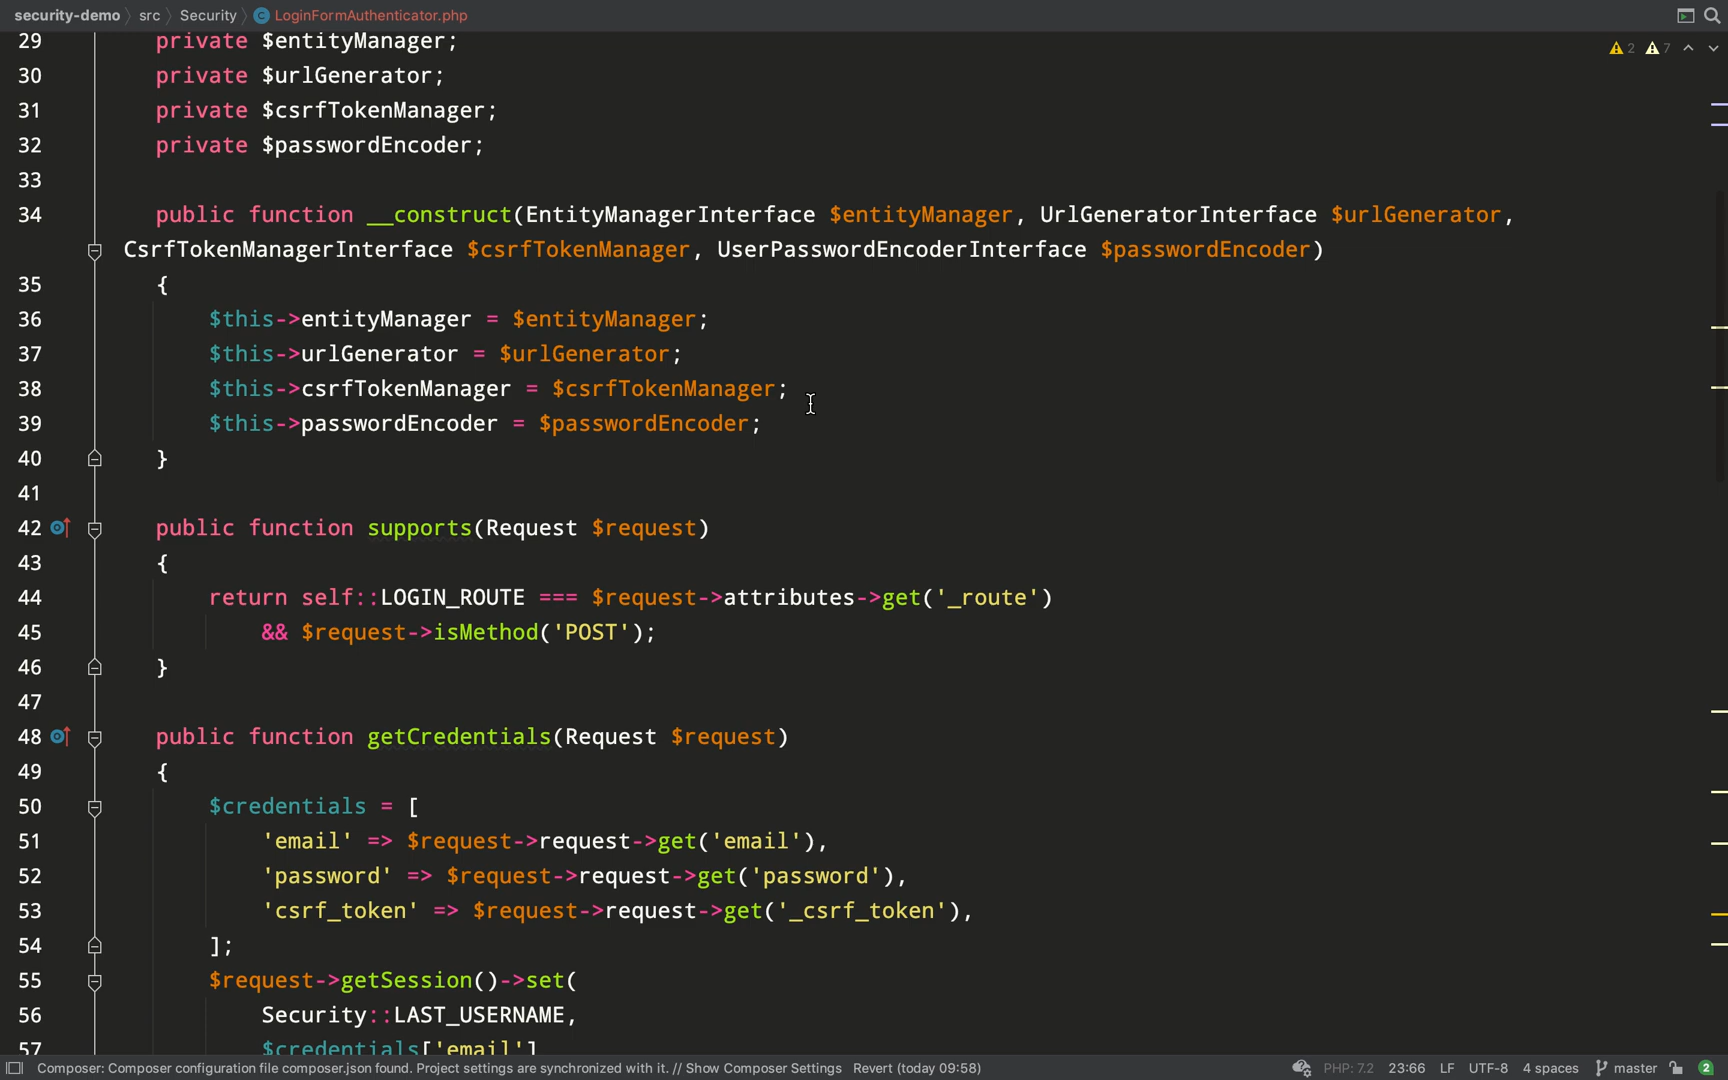 security-demo 〉 src 〉 Security 〉 LoginFormAuthenticator.php
29 private $entityManager;
2 7
30 private $urlGenerator;
31 private $csrfTokenManager;
32 private $passwordEncoder;
33
34 public function __construct(EntityManagerInterface $entityManager, UrlGeneratorInterface $urlGenerator,
CsrfTokenManagerInterface $csrfTokenManager, UserPasswordEncoderInterface $passwordEncoder)
35 {
36 $this->entityManager = $entityManager;
37 $this->urlGenerator = $urlGenerator;
38 $this->csrfTokenManager = $csrfTokenManager;
39 $this->passwordEncoder = $passwordEncoder;
40 }
41
42 public function supports(Request $request)
43 {
44 return self::LOGIN_ROUTE === $request->attributes->get('_route')
45 && $request->isMethod('POST');
46 }
47
48 public function getCredentials(Request $request)
49 {
50 $credentials = [
51 'email' => $request->request->get('email'),
52 'password' => $request->request->get('password'),
53 'csrf_token' => $request->request->get('_csrf_token'),
54 ];
55 $request->getSession()->set(
56 Security::LAST_USERNAME,
57 $credentials['email']
Composer: Composer configuration file composer.json found. Project settings are synchronized with it. // Show Composer Settings Revert (today 09:58) PHP: 7.2 23:66 LF UTF-8 4 spaces master 2